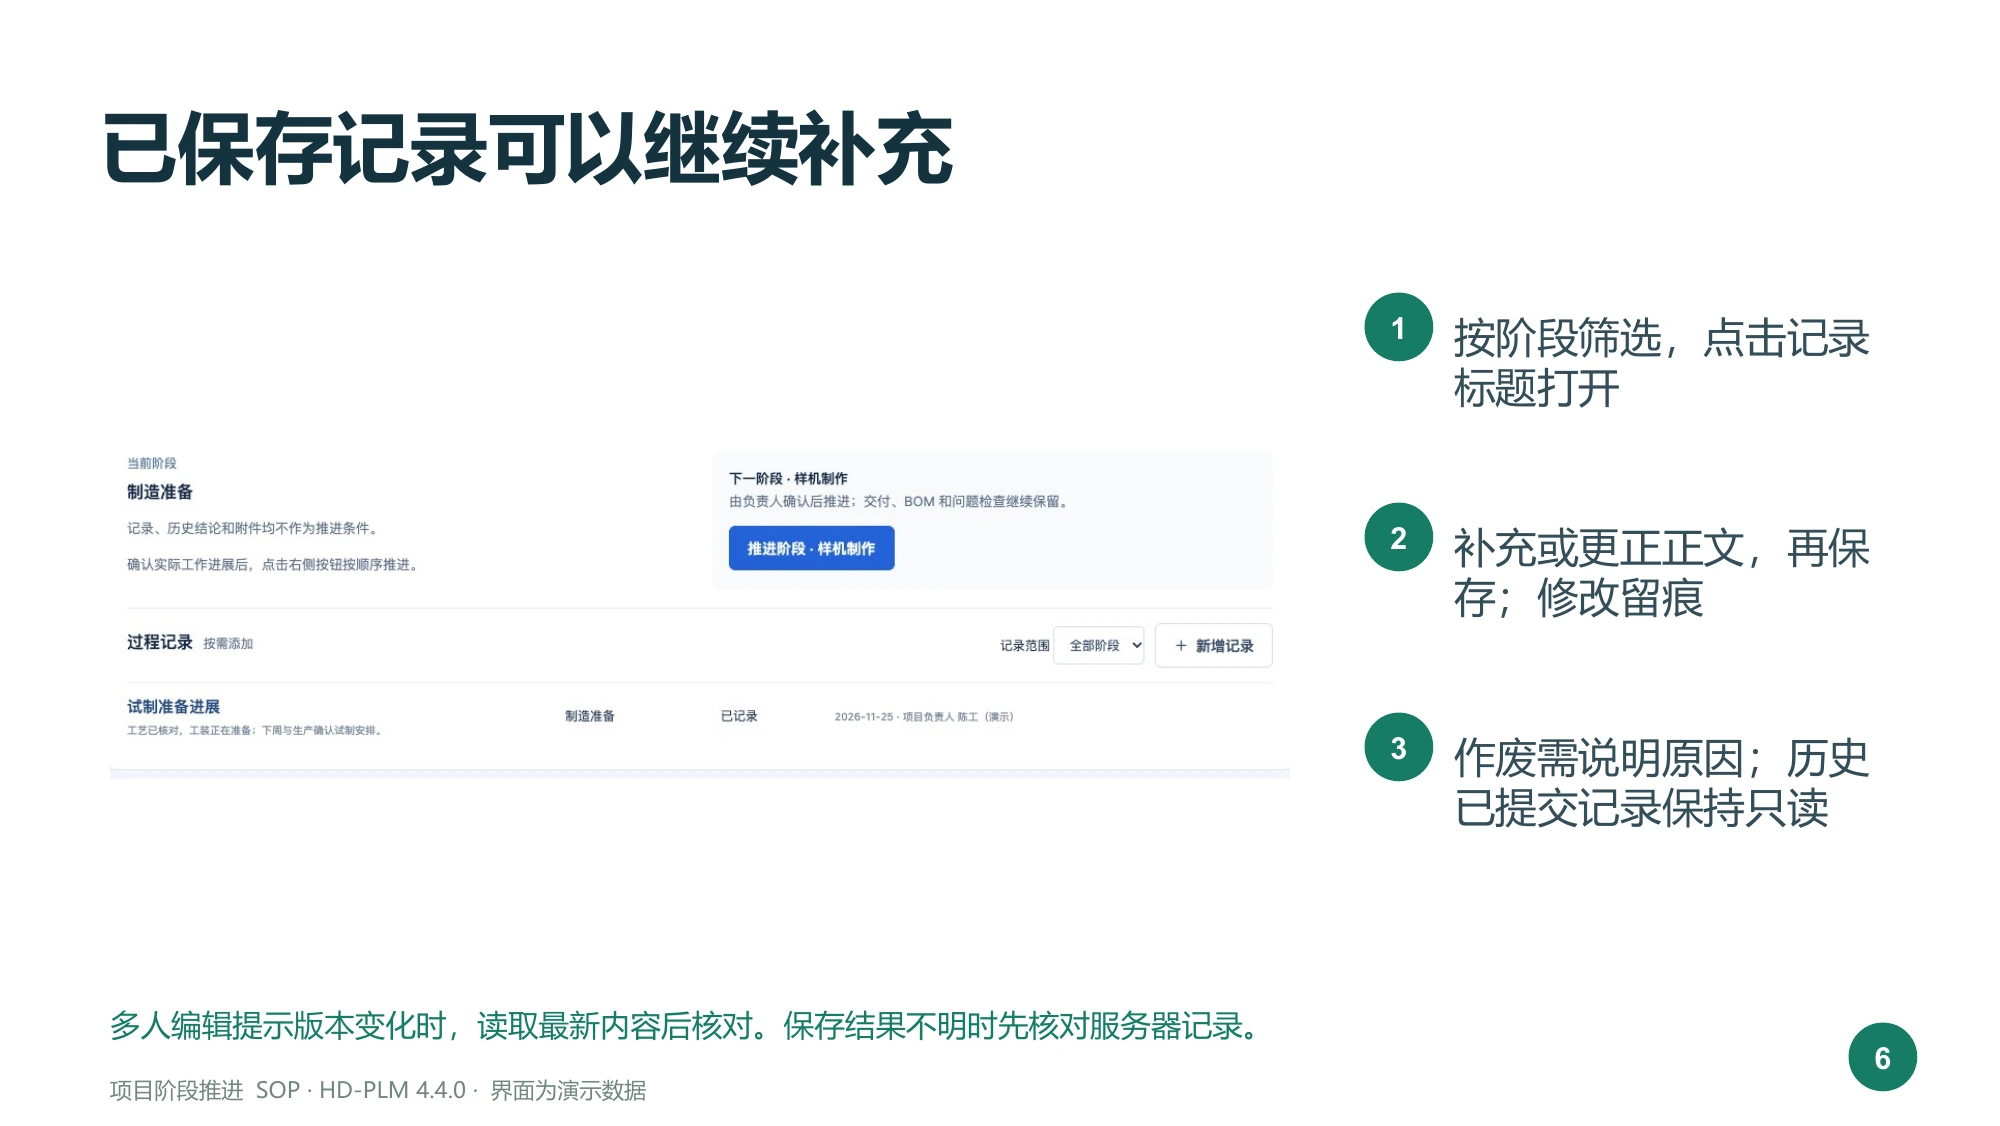 已保存记录可以继续补充
当前阶段
制造准备
记录、历史结论和附件均不作为推进条件。
确认实际工作进展后，点击右侧按钮按顺序推进。
下一阶段 · 样机制作
由负责人确认后推进；交付、BOM 和问题检查继续保留。
推进阶段 · 样机制作
过程记录 按需添加
记录范围 全部阶段 + 新增记录
试制准备进展
工艺已核对，工装正在准备；下周与生产确认试制安排。
制造准备 已记录 2026-11-25 · 项目负责人 陈工（演示）
1 按阶段筛选，点击记录
标题打开
2 补充或更正正文，再保
存；修改留痕
3 作废需说明原因；历史
已提交记录保持只读
多人编辑提示版本变化时，读取最新内容后核对。保存结果不明时先核对服务器记录。
项目阶段推进 SOP · HD-PLM 4.4.0 · 界面为演示数据
6